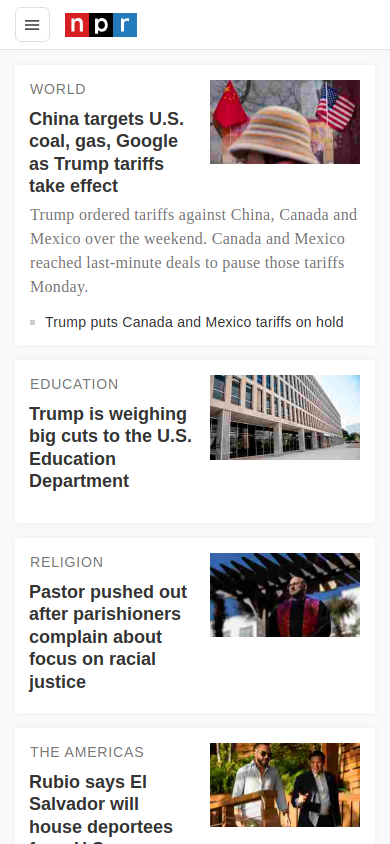 npr
WORLD
China targets U.S.
coal, gas, Google
as Trump tariffs
take effect
Trump ordered tariffs against China, Canada and
Mexico over the weekend. Canada and Mexico
reached last-minute deals to pause those tariffs
Monday.
Trump puts Canada and Mexico tariffs on hold
EDUCATION
Trump is weighing
big cuts to the U.S.
Education
Department
RELIGION
Pastor pushed out
after parishioners
complain about
focus on racial
justice
THE AMERICAS
Rubio says El
Salvador will
house deportees